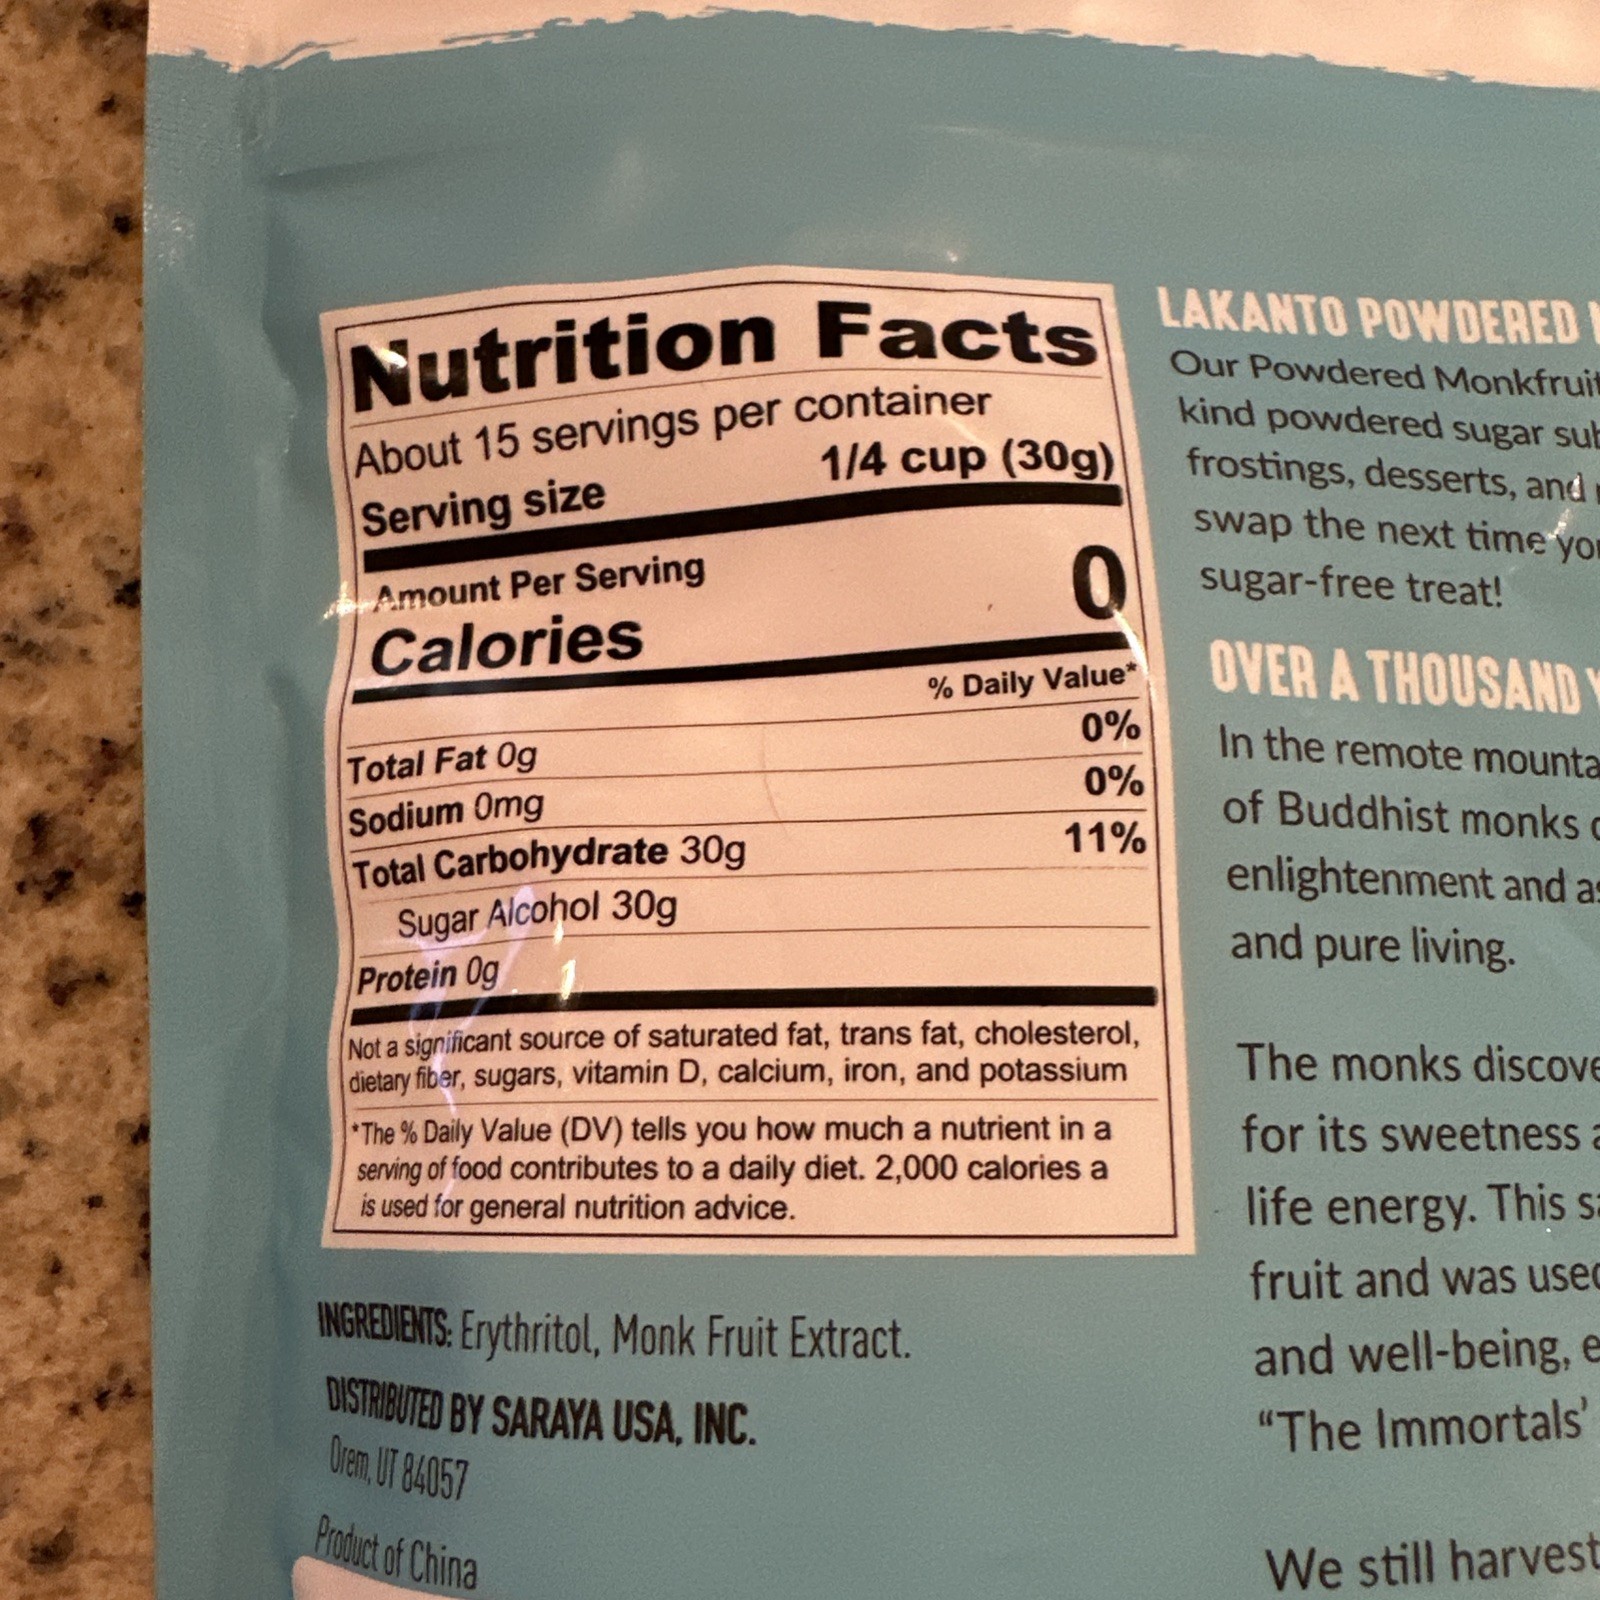 Nutrition Facts
About 15 servings per container
Serving size 1/4 cup (30g)
Amount Per Serving
Calories 0
% Daily Value*
Total Fat 0g 0%
Sodium 0mg 0%
Total Carbohydrate 30g 11%
Sugar Alcohol 30g
Protein 0g
Not a significant source of saturated fat, trans fat, cholesterol,
dietary fiber, sugars, vitamin D, calcium, iron, and potassium
*The % Daily Value (DV) tells you how much a nutrient in a
serving of food contributes to a daily diet. 2,000 calories a
is used for general nutrition advice.
INGREDIENTS: Erythritol, Monk Fruit Extract.
DISTRIBUTED BY SARAYA USA, INC.
Orem, UT 84057
Product of China
LAKANTO POWDERED
Our Powdered Monkfruit
kind powdered sugar
frostings, desserts, and
swap the next time
sugar-free treat!
OVER A THOUSAND
In the remote
of Buddhist monks
enlightenment and
and pure living.
The monks
for its sweetness
life energy. This
fruit and was
and well-being,
“The Immortals’
We still harvest